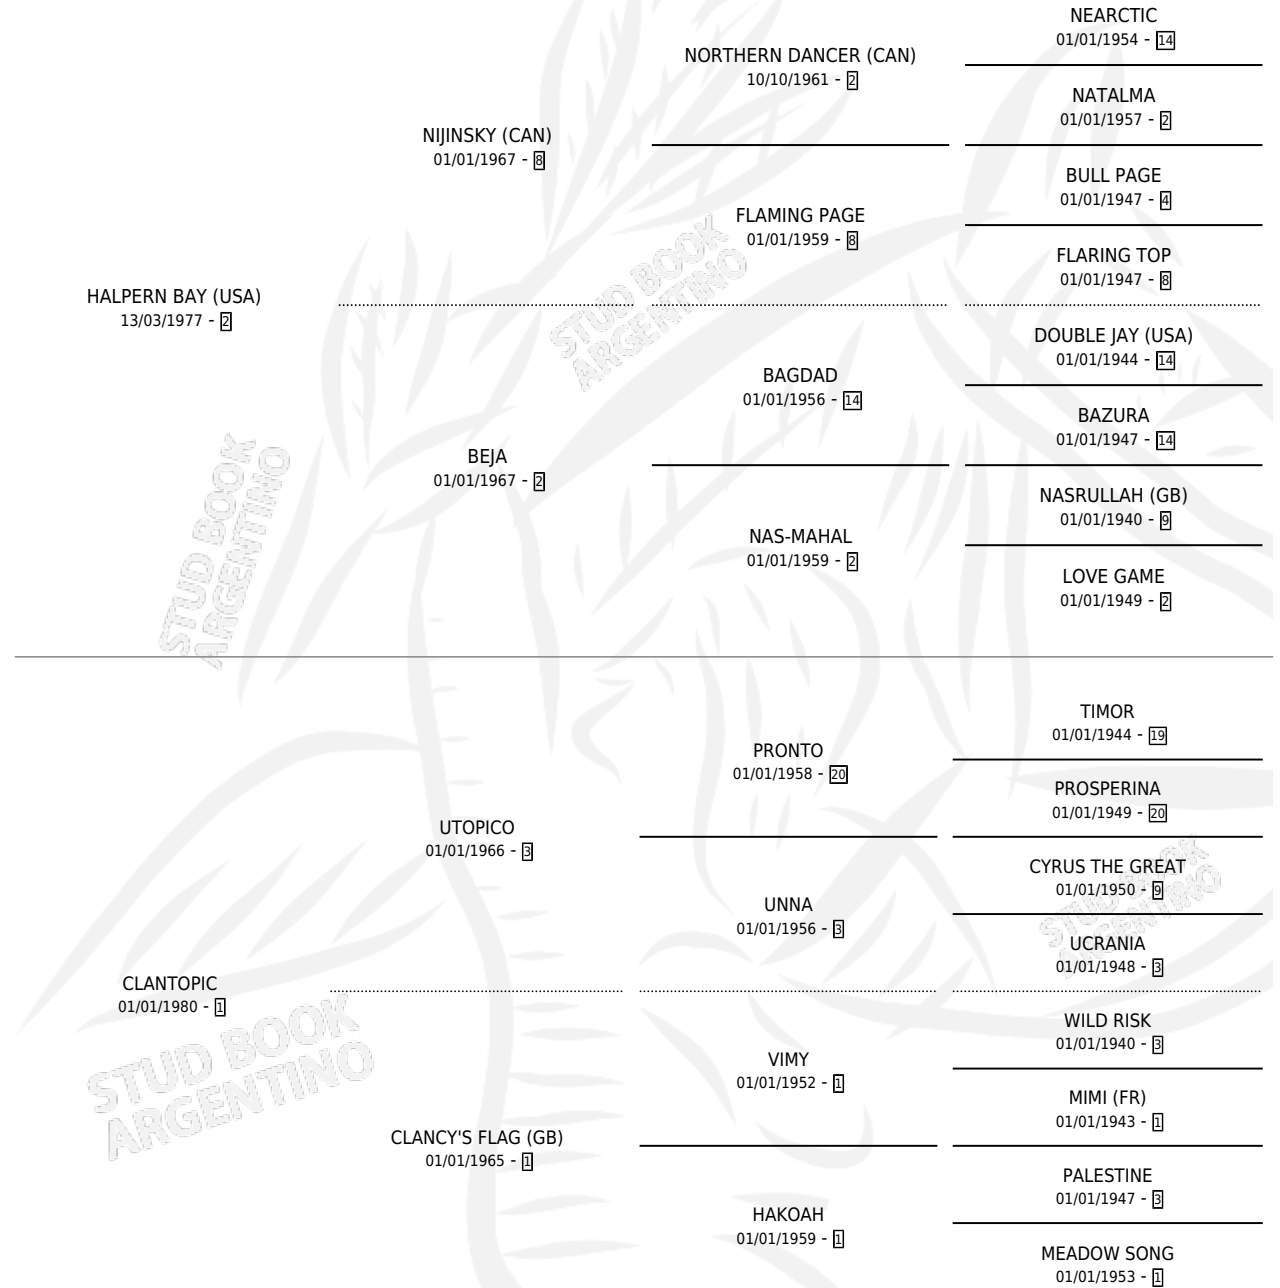 NEARCTIC
01/01/1954 - 14
NORTHERN DANCER (CAN)
10/10/1961 - 2
NATALMA
01/01/1957 - 2
NIJINSKY (CAN)
01/01/1967 - 8
BULL PAGE
01/01/1947 - 4
FLAMING PAGE
01/01/1959 - 8
FLARING TOP
01/01/1947 - 8
HALPERN BAY (USA)
13/03/1977 - 2
STUD BOOK
ARGENTINO
DOUBLE JAY (USA)
01/01/1944 - 14
BAGDAD
01/01/1956 - 14
BAZURA
01/01/1947 - 14
BEJA
01/01/1967 - 2
NASRULLAH (GB)
01/01/1940 - 9
NAS-MAHAL
01/01/1959 - 2
LOVE GAME
01/01/1949 - 2
STUD BOOK
ARGENTINO
TIMOR
01/01/1944 - 19
PRONTO
01/01/1958 - 20
PROSPERINA
01/01/1949 - 20
UTOPICO
01/01/1966 - 3
CYRUS THE GREAT
01/01/1950 - 9
UNNA
01/01/1956 - 3
UCRANIA
01/01/1948 - 3
STUD BOOK
ARGENTINO
CLANTOPIC
01/01/1980 - 1
WILD RISK
01/01/1940 - 3
VIMY
01/01/1952 - 1
MIMI (FR)
01/01/1943 - 1
STUD BOOK
ARGENTINO
CLANCY'S FLAG (GB)
01/01/1965 - 1
PALESTINE
01/01/1947 - 3
HAKOAH
01/01/1959 - 1
MEADOW SONG
01/01/1953 - 1